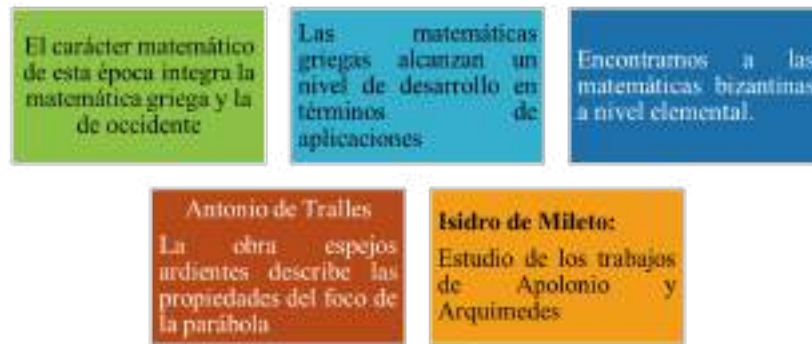 El carácter matemático
de esta época integra la
matemática griega y la
de occidente
Las matemáticas
griegas alcanzan un
nivel de desarrollo en
términos de
aplicaciones
Encontramos a las
matemáticas bizantinas
a nivel elemental.
Antonio de Tralles
La obra espejos
ardientes describe las
propiedades del foco de
la parábola
Isidro de Mileto:
Estudio de los trabajos
de Apolonio y
Arquímedes